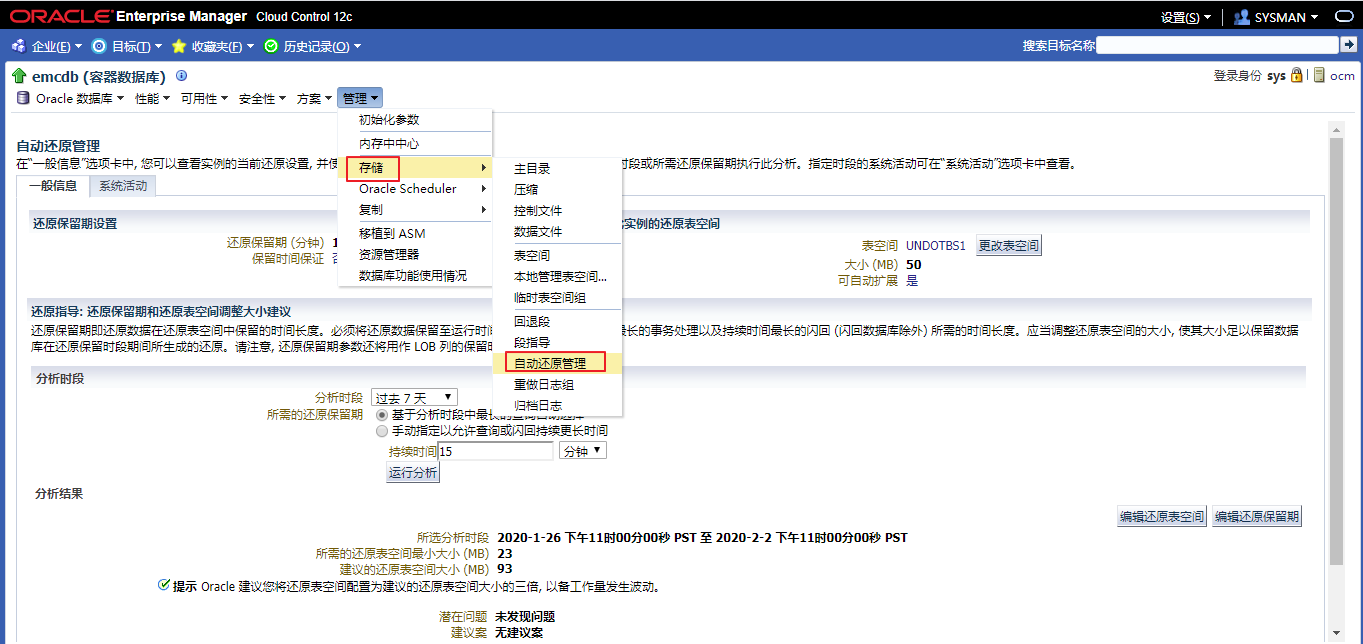 ORACLE Enterprise Manager Cloud Control 12c 设置(S) SYSMAN
企业(E) 目标(T) 收藏夹(F) 历史记录(O) 搜索目标名称
emcdb (容器数据库) 登录身份 sys ocm
Oracle 数据库 性能 可用性 安全性 方案 管理
初始化参数
内存中中心
存储
Oracle Scheduler
复制
移植到 ASM
资源管理器
数据库功能使用情况
主目录
压缩
控制文件
数据文件
表空间
本地管理表空间...
临时表空间组
回退段
段指导
自动还原管理
重做日志组
归档日志
自动还原管理
在“一般信息”选项卡中, 您可以查看实例的当前还原设置, 并使 时段或所需还原保留期执行此分析。指定时段的系统活动可在“系统活动”选项卡中查看。
一般信息 系统活动
还原保留期设置 实例的还原表空间
还原保留期 (分钟) 表空间 UNDOTBS1 更改表空间
保留时间保证 大小 (MB) 50
可自动扩展 是
还原指导: 还原保留期和还原表空间调整大小建议
还原保留期即还原数据在还原表空间中保留的时间长度。必须将还原数据保留至运行时间 最长的事务处理以及持续时间最长的闪回 (闪回数据库除外) 所需的时间长度。应当调整还原表空间的大小, 使其大小足以保留数据
库在还原保留时段期间所生成的还原。请注意, 还原保留期参数还将用作 LOB 列的保留时
分析时段
分析时段 过去 7 天
所需的还原保留期 基于分析时段中最长的查询自动选择
手动指定以允许查询或闪回持续更长时间
持续时间 15 分钟
运行分析
分析结果
编辑还原表空间 编辑还原保留期
所选分析时段 2020-1-26 下午11时00分00秒 PST 至 2020-2-2 下午11时00分00秒 PST
所需的还原表空间最小大小 (MB) 23
建议的还原表空间大小 (MB) 93
提示 Oracle 建议您将还原表空间配置为建议的还原表空间大小的三倍, 以备工作量发生波动。
潜在问题 未发现问题
建议案 无建议案